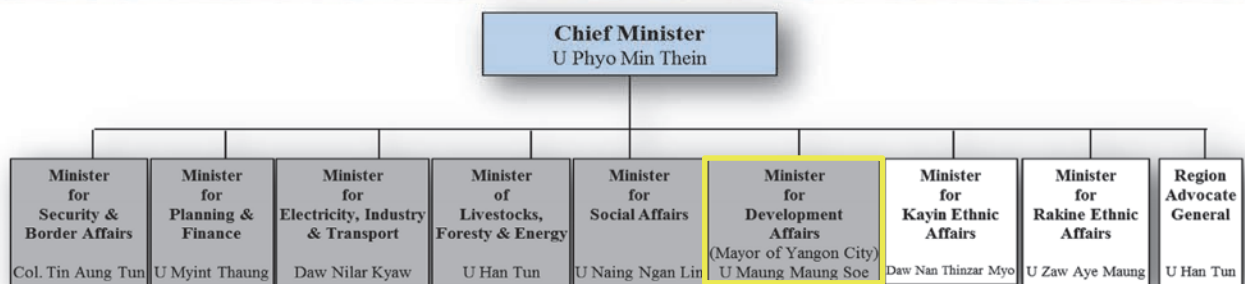 Chief Minister
U Phyo Min Thein
Minister
for
Security &
Border Affairs
Col. Tin Aung Tun
Minister
for
Planning &
Finance
U Myint Thaung
Minister
for
Electricity, Industry
& Transport
Daw Nilar Kyaw
Minister
of
Livestocks,
Foresty & Energy
U Han Tun
Minister
for
Social Affairs
U Naing Ngan Lin
Minister
for
Development
Affairs
(Mayor of Yangon City)
U Maung Maung Soe
Minister
for
Kayin Ethnic
Affairs
Daw Nan Thinzar Myo
Minister
for
Rakine Ethnic
Affairs
U Zaw Aye Maung
Region
Advocate
General
U Han Tun